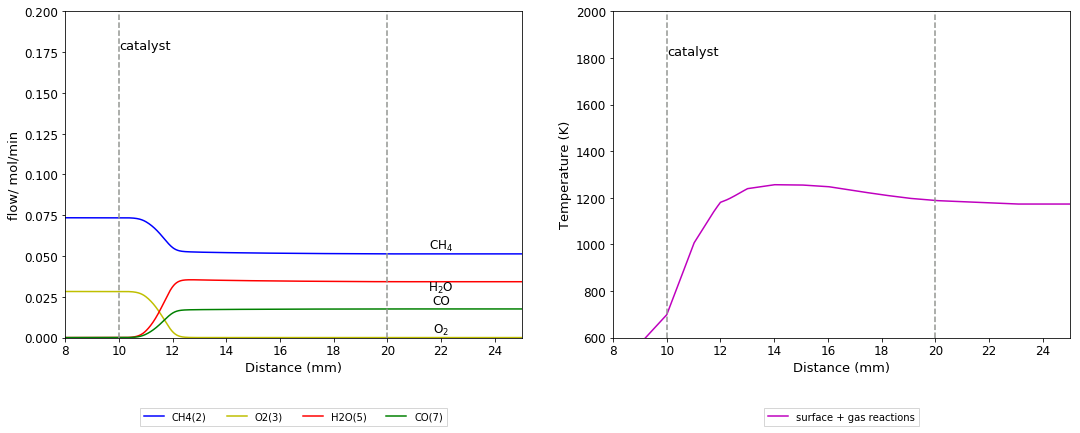 0.200
0.175
0.150
0.125
0.100
0.075
0.050
0.025
0.000
flow/ mol/min
catalyst
CH₄
H₂O
CO
O₂
8 10 12 14 16 18 20 22 24
Distance (mm)
CH4(2) O2(3) H2O(5) CO(7)
2000
1800
1600
1400
1200
1000
800
600
Temperature (K)
catalyst
8 10 12 14 16 18 20 22 24
Distance (mm)
surface + gas reactions